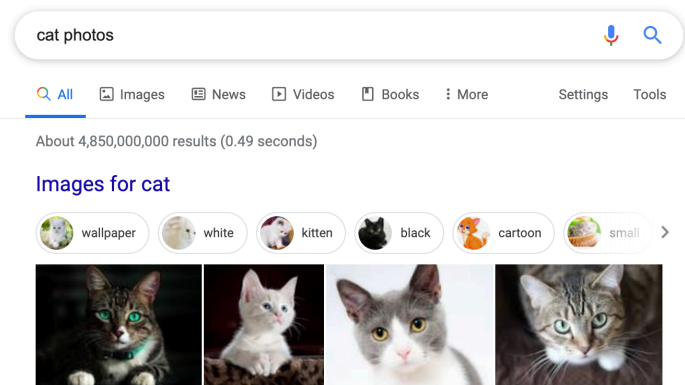 cat photos
All Images News Videos Books More Settings Tools
About 4,850,000,000 results (0.49 seconds)
Images for cat
wallpaper white kitten black cartoon small